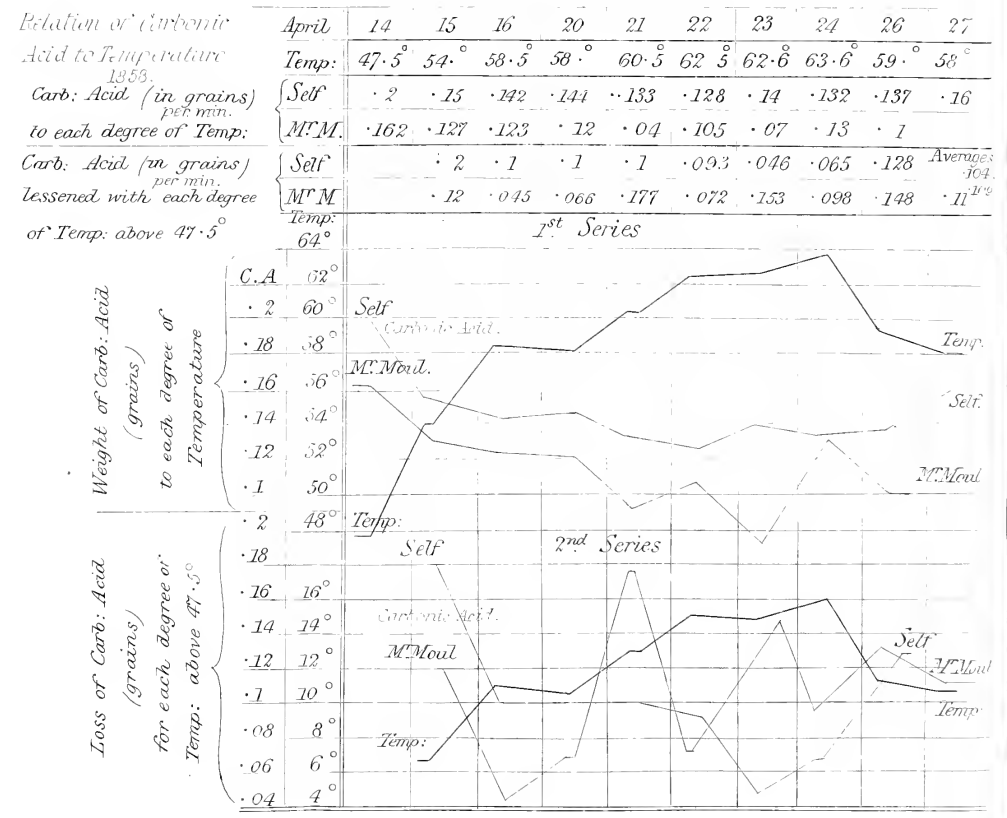 Relation of Carbonic Acid to Temperature
1858.
April 14 15 16 20 21 22 23 24 26 27
Temp: 47·5° 54·° 58·5° 58·° 60·5° 62 5° 62·6° 63·6° 59·° 58°
Carb: Acid (in grains) per min. to each degree of Temp:
Self ·2 ·15 ·142 ·144 ·133 ·128 ·14 ·132 ·137 ·16
Mr M. ·162 ·127 ·123 ·12 ·04 ·105 ·07 ·13 ·1
Carb: Acid (in grains) per min. lessened with each degree of Temp: above 47·5°
Self ·2 ·1 ·1 ·1 ·093 ·046 ·065 ·128 Averages ·104
Mr M ·12 ·045 ·066 ·177 ·072 ·153 ·098 ·148 ·11
Temp:
64°
1st Series
C.A 62°
·2 60°
·18 58°
·16 56°
·14 54°
·12 52°
·1 50°
·2 48°
·18
·16 16°
·14 14°
·12 12°
·1 10°
·08 8°
·06 6°
·04 4°
Weight of Carb: Acid
(grains)
to each degree of
Temperature
Self
Carbonic Acid.
Mr Moul.
Temp:
Temp.
Self.
Mr Moul
Loss of Carb: Acid
(grains)
for each degree of
Temp: above 47·5°
Self
2nd Series
Carbonic Acid.
Mr Moul
Temp:
Self
Mr Moul
Temp